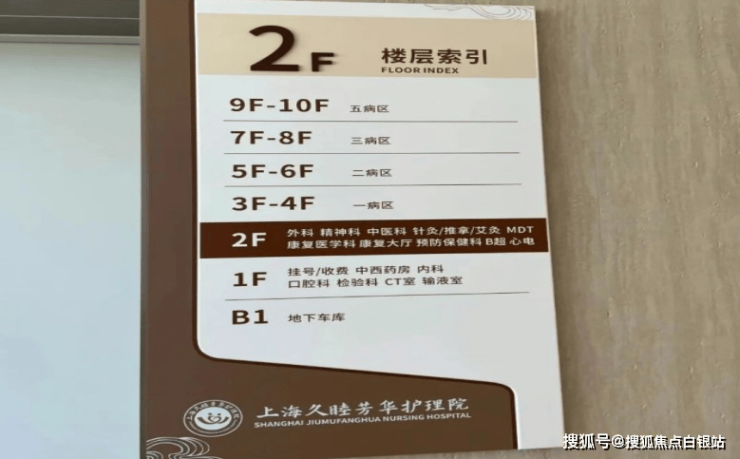 2F 楼层索引
FLOOR INDEX
9F-10F 五病区
7F-8F 三病区
5F-6F 二病区
3F-4F 一病区
2F 外科 精神科 中医科 针灸/推拿/艾灸 MDT
康复医学科 康复大厅 预防保健科 B超 心电
1F 挂号/收费 中西药房 内科
口腔科 检验科 CT室 输液室
B1 地下车库
上海久睦芳华护理院
SHANGHAI JIUMUFANGHUA NURSING HOSPITAL
搜狐号@搜狐焦点白银站